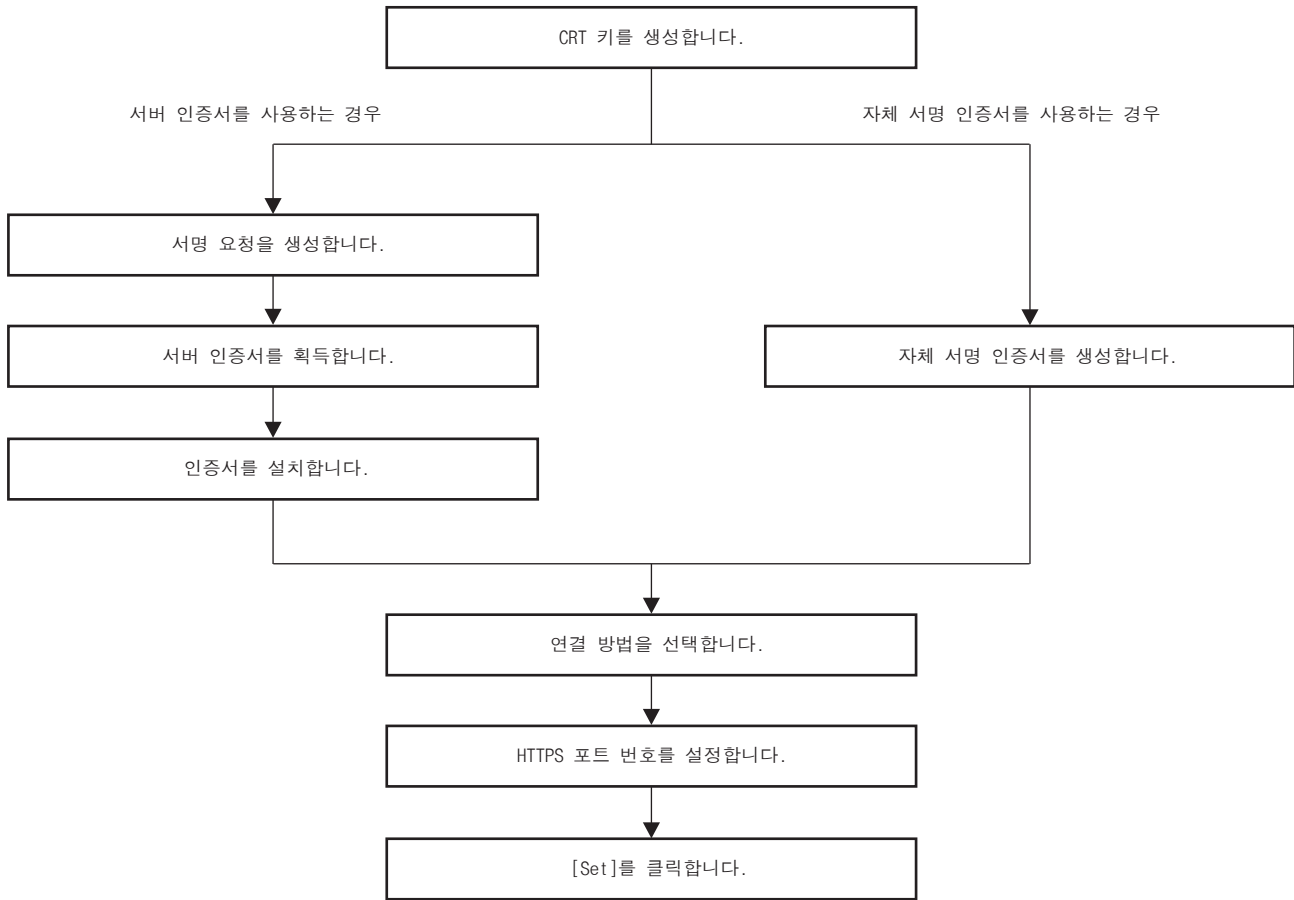 CRT 키를 생성합니다.
서버 인증서를 사용하는 경우
자체 서명 인증서를 사용하는 경우
서명 요청을 생성합니다.
서버 인증서를 획득합니다.
자체 서명 인증서를 생성합니다.
인증서를 설치합니다.
연결 방법을 선택합니다.
HTTPS 포트 번호를 설정합니다.
[Set]를 클릭합니다.